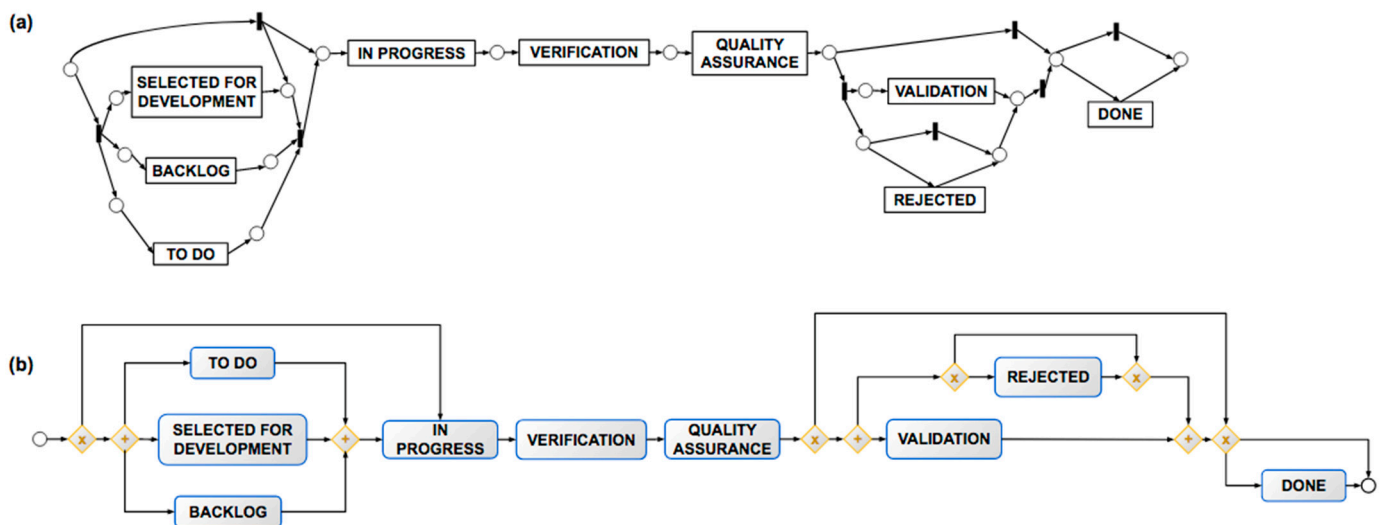 (a)
IN PROGRESS
VERIFICATION
QUALITY
ASSURANCE
SELECTED FOR
DEVELOPMENT
VALIDATION
DONE
BACKLOG
REJECTED
TO DO
(b)
TO DO
x
REJECTED
x
x
+
SELECTED FOR
DEVELOPMENT
+
IN
PROGRESS
VERIFICATION
QUALITY
ASSURANCE
x
+
VALIDATION
+
x
DONE
BACKLOG